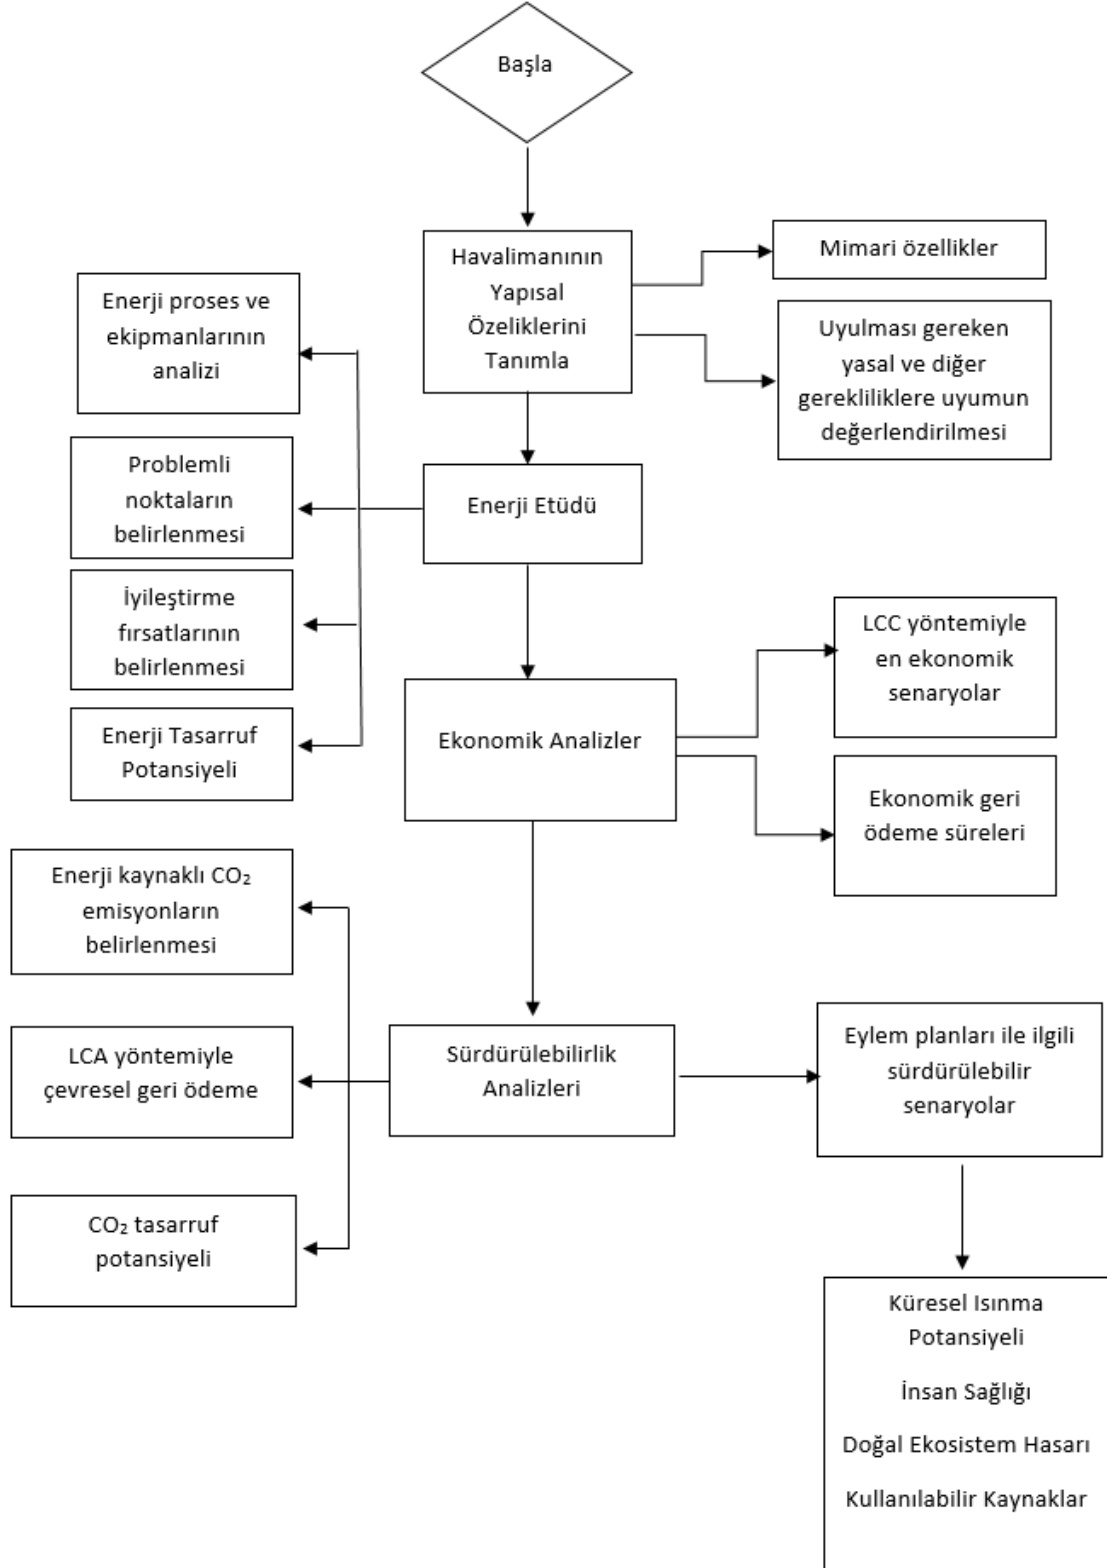 Başla
Havalimanının
Yapısal
Özeliklerini
Tanımla
Mimari özellikler
Uyulması gereken
yasal ve diğer
gerekliliklere uyumun
değerlendirilmesi
Enerji proses ve
ekipmanlarının
analizi
Problemli
noktaların
belirlenmesi
Enerji Etüdü
İyileştirme
fırsatlarının
belirlenmesi
Enerji Tasarruf
Potansiyeli
LCC yöntemiyle
en ekonomik
senaryolar
Ekonomik Analizler
Ekonomik geri
ödeme süreleri
Enerji kaynaklı CO₂
emisyonların
belirlenmesi
LCA yöntemiyle
çevresel geri ödeme
Sürdürülebilirlik
Analizleri
Eylem planları ile ilgili
sürdürülebilir
senaryolar
CO₂ tasarruf
potansiyeli
Küresel Isınma
Potansiyeli
İnsan Sağlığı
Doğal Ekosistem Hasarı
Kullanılabilir Kaynaklar